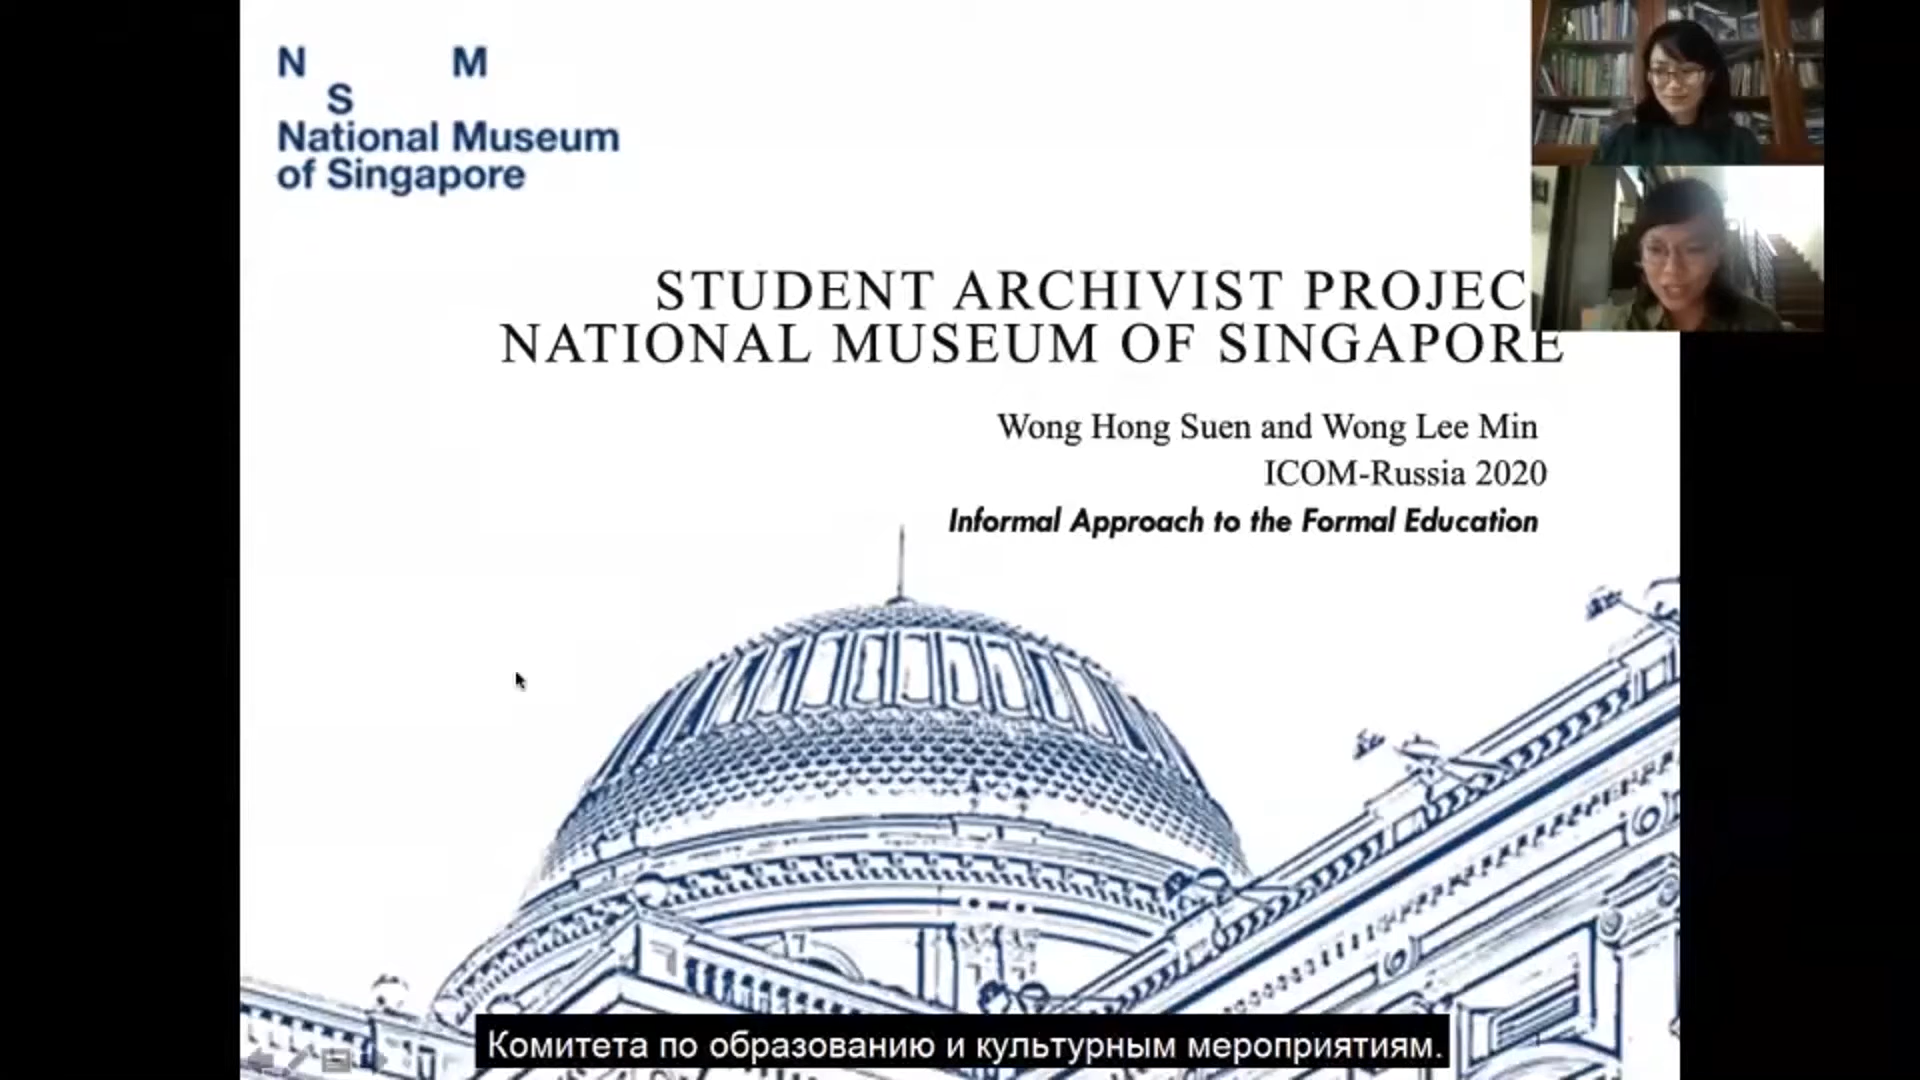 N M
S
National Museum
of Singapore
STUDENT ARCHIVIST PROJEC
NATIONAL MUSEUM OF SINGAPORE
Wong Hong Suen and Wong Lee Min
ICOM-Russia 2020
Informal Approach to the Formal Education
Комитета по образованию и культурным мероприятиям.